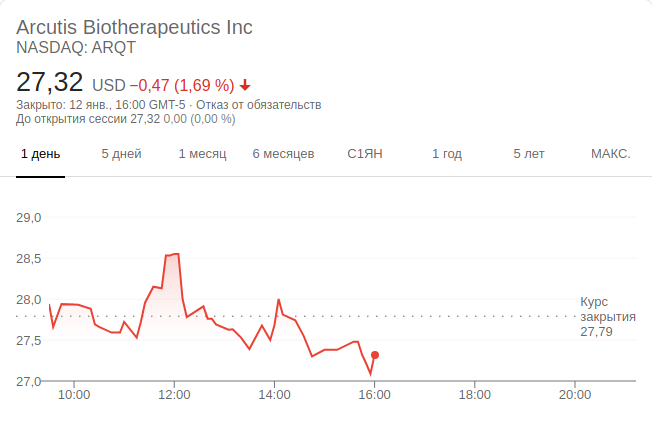 Arcutis Biotherapeutics Inc
NASDAQ: ARQT
27,32 USD −0,47 (1,69 %)
Закрыто: 12 янв., 16:00 GMT-5 · Отказ от обязательств
До открытия сессии 27,32 0,00 (0,00 %)
1 день 5 дней 1 месяц 6 месяцев С1ЯН 1 год 5 лет МАКС.
29,0
28,5
28,0
27,5
27,0
Курс
закрытия
27,79
10:00 12:00 14:00 16:00 18:00 20:00